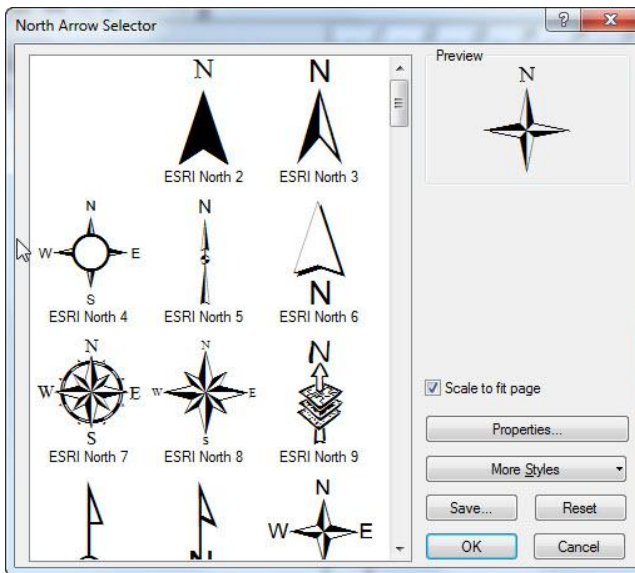 North Arrow Selector
N
N
ESRI North 2
ESRI North 3
N
W
E
S
N
S
N
ESRI North 4
ESRI North 5
ESRI North 6
N
W
E
S
N
W
E
S
N
ESRI North 7
ESRI North 8
ESRI North 9
N
W
E
Preview
N
Scale to fit page
Properties...
More Styles
Save...
Reset
OK
Cancel